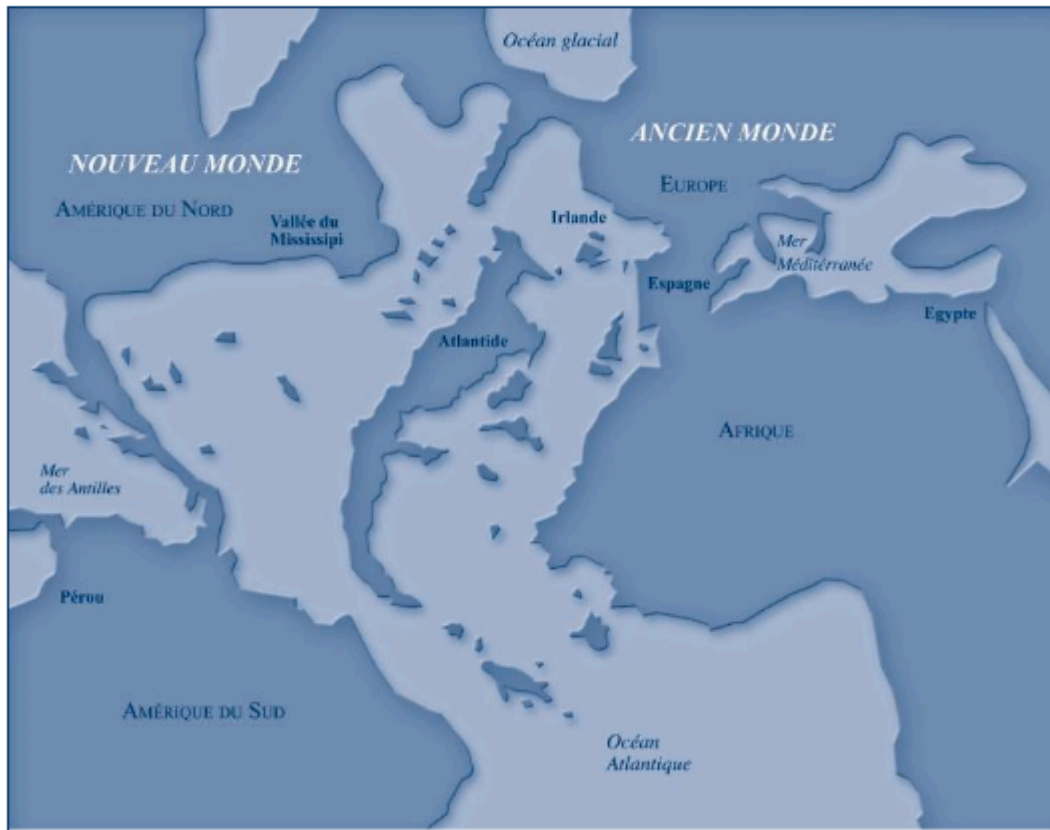 Océan glacial
ANCIEN MONDE
NOUVEAU MONDE
EUROPE
AMÉRIQUE DU NORD
Vallée du
Mississipi
Irlande
Mer
Méditérranée
Espagne
Egypte
Atlantide
AFRIQUE
Mer
des Antilles
Pérou
AMÉRIQUE DU SUD
Océan
Atlantique